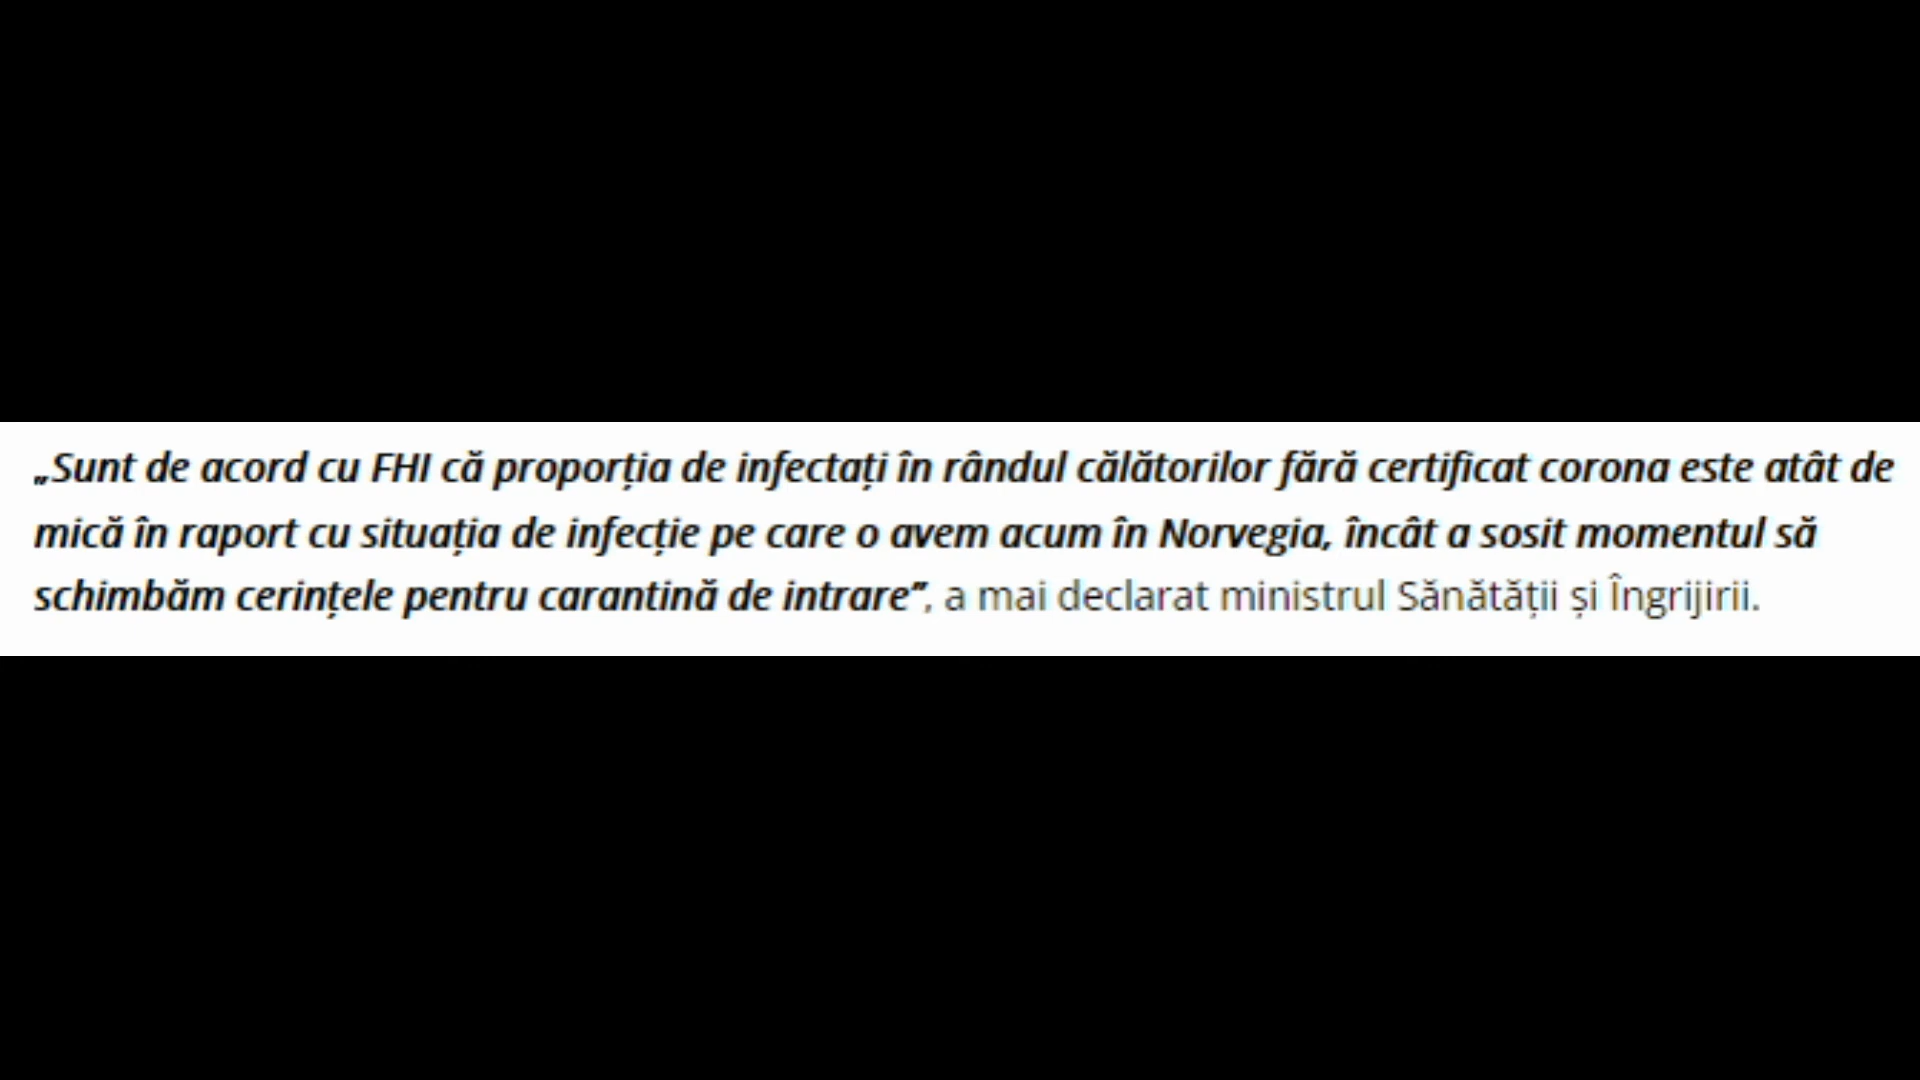 „Sunt de acord cu FHI că proporția de infectați în rândul călătorilor fără certificat corona este atât de
mică în raport cu situația de infecție pe care o avem acum în Norvegia, încât a sosit momentul să
schimbăm cerințele pentru carantină de intrare”, a mai declarat ministrul Sănătății și Îngrijirii.